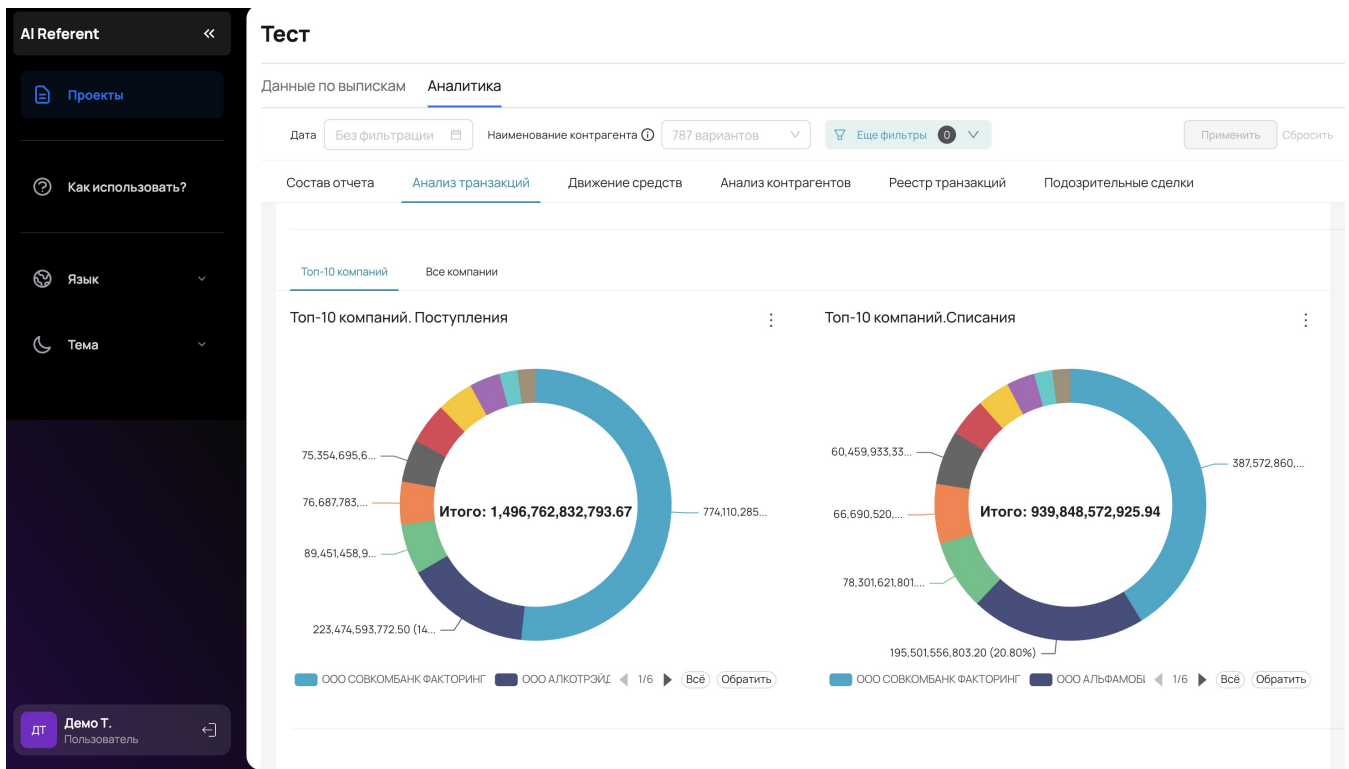 AI Referent
Проекты
Как использовать?
Язык
Тема
ДТ
Демо Т.
Пользователь
Тест
Данные по выпискам Аналитика
Дата Без фильтрации Наименование контрагента 787 вариантов Еще фильтры 0 Применить Сбросить
Состав отчета Анализ транзакций Движение средств Анализ контрагентов Реестр транзакций Подозрительные сделки
Топ-10 компаний Все компании
Топ-10 компаний. Поступления
75,354,695,6...
76,687,783,...
89,451,458,9...
223,474,593,772.50 (14...
774,110,285...
Итого: 1,496,762,832,793.67
ООО СОВКОМБАНК ФАКТОРИНГ ООО АЛКОТРЭЙД 1/6 Всё Обратить
Топ-10 компаний.Списания
60,459,933,33...
66,690,520,...
78,301,621,801....
195,501,556,803.20 (20.80%)
387,572,860,...
Итого: 939,848,572,925.94
ООО СОВКОМБАНК ФАКТОРИНГ ООО АЛЬФАМОБИ 1/6 Всё Обратить